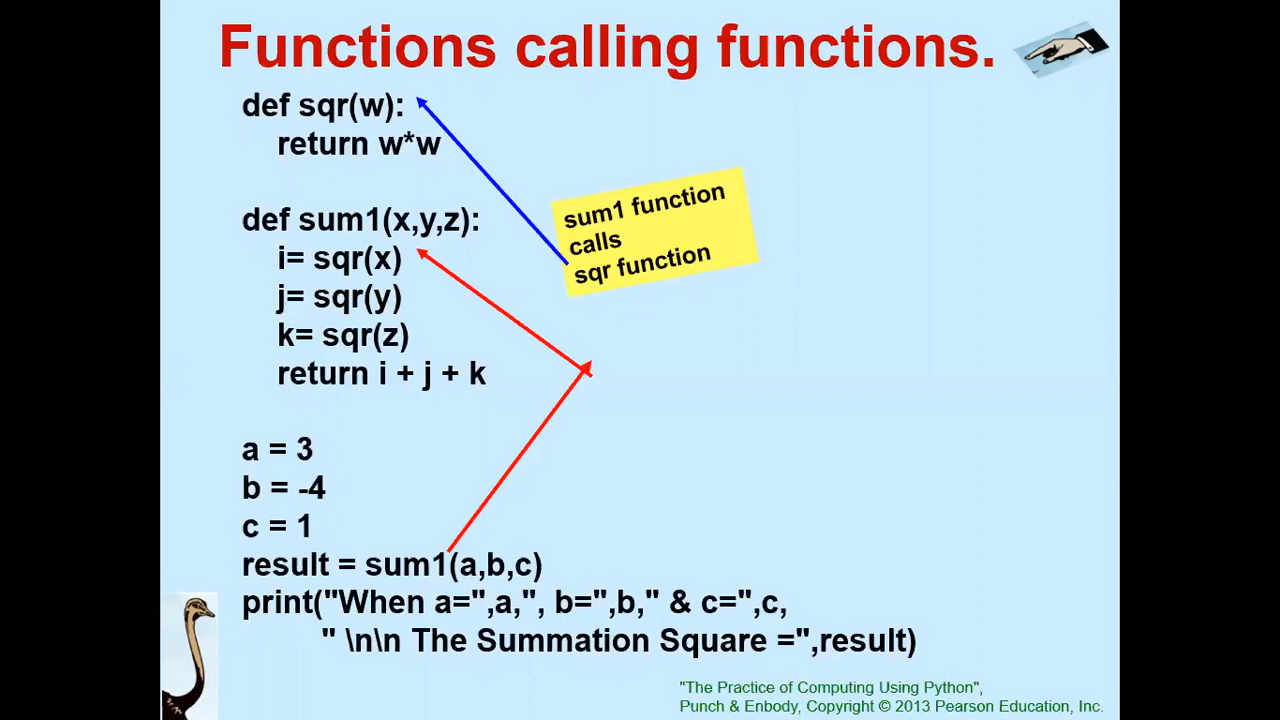 Functions calling functions.
def sqr(w):
return w*w
sum1 function
calls
sqr function
def sum1(x,y,z):
i= sqr(x)
j= sqr(y)
k= sqr(z)
return i + j + k
a = 3
b = -4
c = 1
result = sum1(a,b,c)
print("When a=",a,", b=",b," & c=",c,
" \n\n The Summation Square =",result)
"The Practice of Computing Using Python",
Punch & Enbody, Copyright © 2013 Pearson Education, Inc.